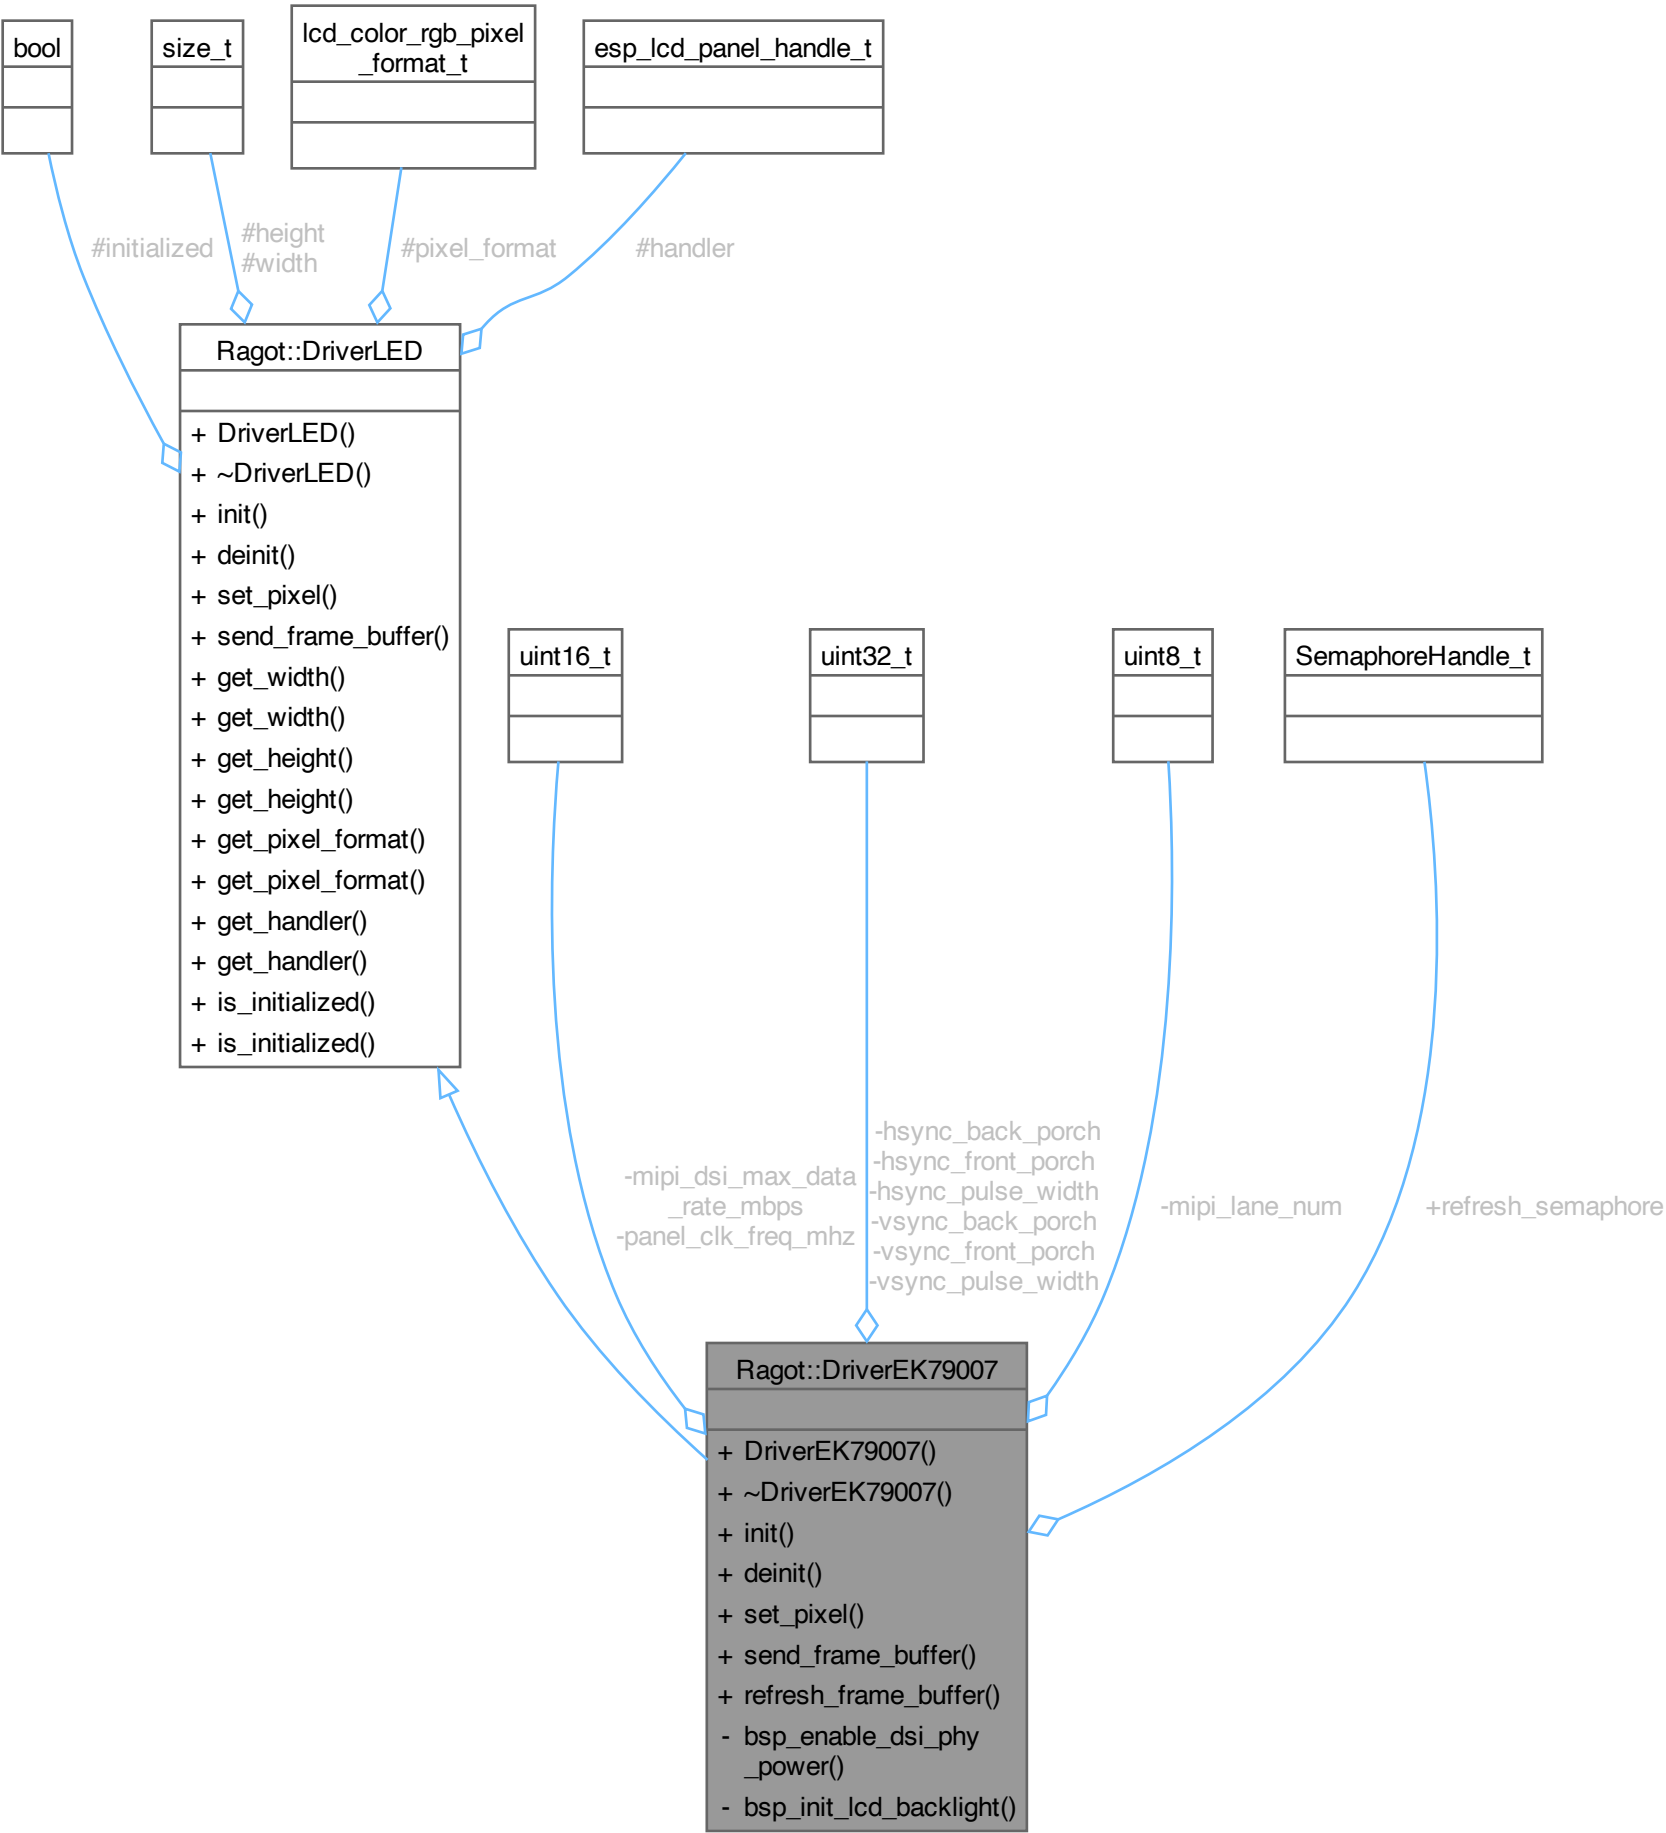 bool
size_t
lcd_color_rgb_pixel
_format_t
esp_lcd_panel_handle_t
#initialized
#height
#width
#pixel_format
#handler
Ragot::DriverLED
+ DriverLED()
+ ~DriverLED()
+ init()
+ deinit()
+ set_pixel()
+ send_frame_buffer()
+ get_width()
+ get_width()
+ get_height()
+ get_height()
+ get_pixel_format()
+ get_pixel_format()
+ get_handler()
+ get_handler()
+ is_initialized()
+ is_initialized()
uint16_t
uint32_t
uint8_t
SemaphoreHandle_t
-mipi_dsi_max_data
_rate_mbps
-panel_clk_freq_mhz
-hsync_back_porch
-hsync_front_porch
-hsync_pulse_width
-vsync_back_porch
-vsync_front_porch
-vsync_pulse_width
-mipi_lane_num
+refresh_semaphore
Ragot::DriverEK79007
+ DriverEK79007()
+ ~DriverEK79007()
+ init()
+ deinit()
+ set_pixel()
+ send_frame_buffer()
+ refresh_frame_buffer()
- bsp_enable_dsi_phy
_power()
- bsp_init_lcd_backlight()